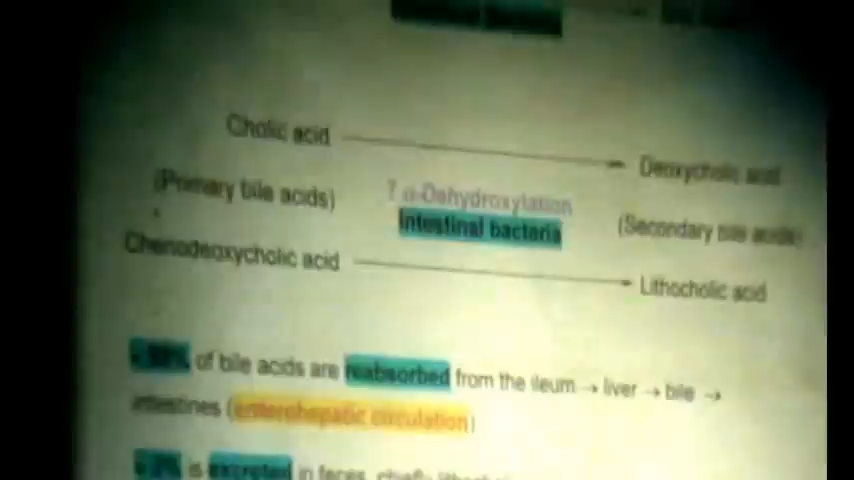 Cholic acid → Deoxycholic acid
(Primary bile acids) 7 α-Dehydroxylation (Secondary bile acids)
Intestinal bacteria
Chenodeoxycholic acid → Lithocholic acid
of bile acids are reabsorbed from the ileum → liver → bile →
intestines (enterohepatic circulation)
is excreted in feces, chiefly